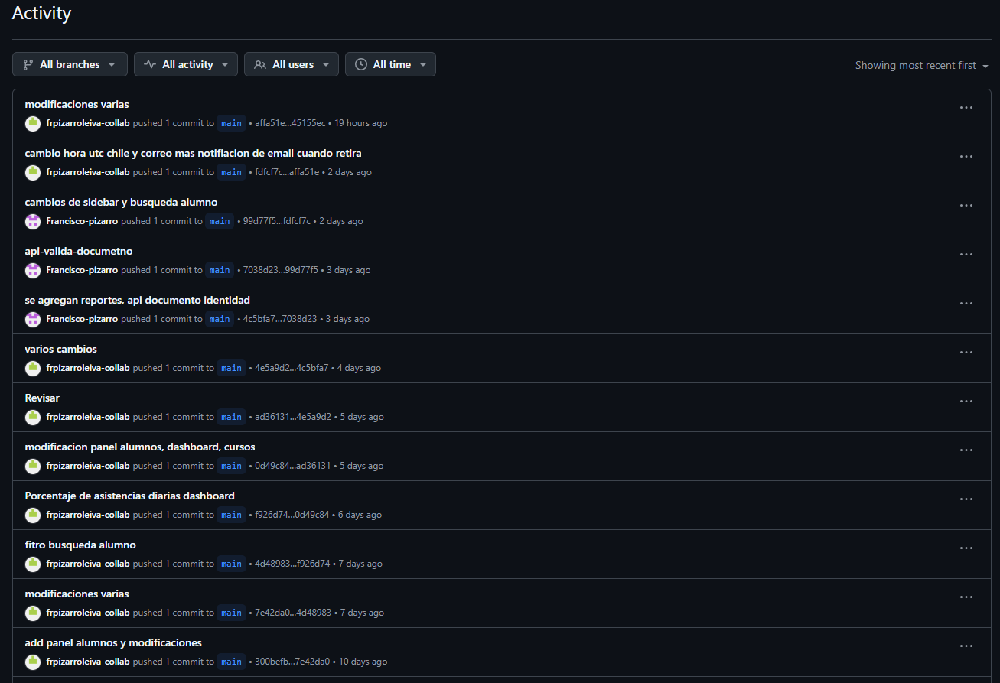 Activity
All branches All activity All users All time Showing most recent first
modificaciones varias
frpizarroleiva-collab pushed 1 commit to main • affa51e...45155ec • 19 hours ago
cambio hora utc chile y correo mas notifiacion de email cuando retira
frpizarroleiva-collab pushed 1 commit to main • fdfcf7c...affa51e • 2 days ago
cambios de sidebar y busqueda alumno
Francisco-pizarro pushed 1 commit to main • 99d77f5...fdfcf7c • 2 days ago
api-valida-documetno
Francisco-pizarro pushed 1 commit to main • 7038d23...99d77f5 • 3 days ago
se agregan reportes, api documento identidad
Francisco-pizarro pushed 1 commit to main • 4c5bfa7...7038d23 • 3 days ago
varios cambios
frpizarroleiva-collab pushed 1 commit to main • 4e5a9d2...4c5bfa7 • 4 days ago
Revisar
frpizarroleiva-collab pushed 1 commit to main • ad36131...4e5a9d2 • 5 days ago
modificacion panel alumnos, dashboard, cursos
frpizarroleiva-collab pushed 1 commit to main • 0d49c84...ad36131 • 5 days ago
Porcentaje de asistencias diarias dashboard
frpizarroleiva-collab pushed 1 commit to main • f926d74...0d49c84 • 6 days ago
fitro busqueda alumno
frpizarroleiva-collab pushed 1 commit to main • 4d48983...f926d74 • 7 days ago
modificaciones varias
frpizarroleiva-collab pushed 1 commit to main • 7e42da0...4d48983 • 7 days ago
add panel alumnos y modificaciones
frpizarroleiva-collab pushed 1 commit to main • 300befb...7e42da0 • 10 days ago